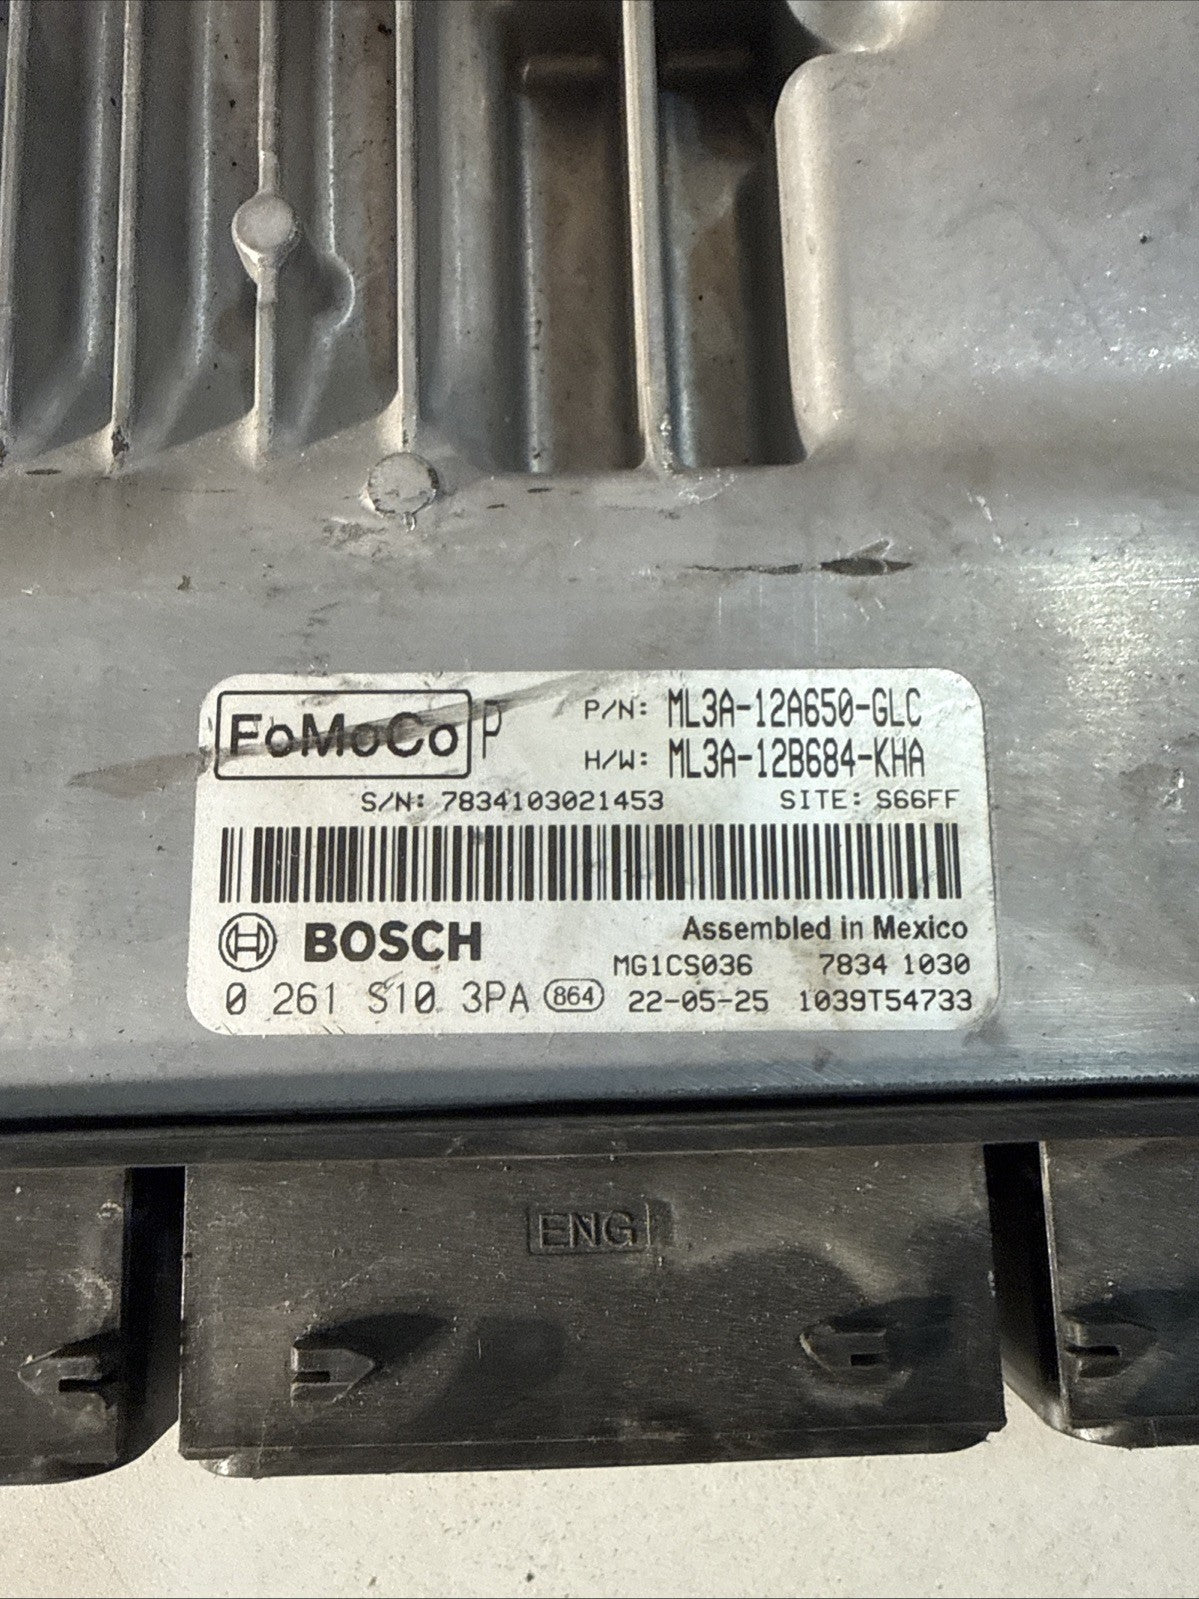 FoMoCo P P/N: ML3A-12A650-GLC
H/W: ML3A-12B684-KHA
S/N: 7834103021453 SITE: S66FF
BOSCH Assembled in Mexico
MG1CS036 7834 1030
0 261 S10 3PA 864 22-05-25 1039T54733
ENG